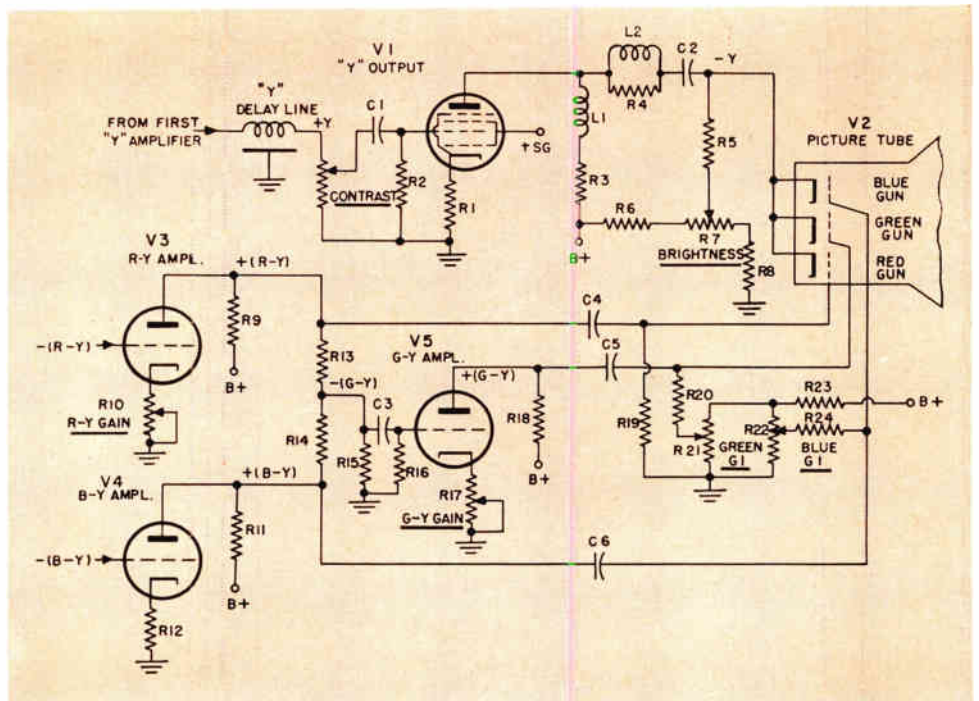 L2
V1
"Y" OUTPUT
C2
-Y
"Y"
DELAY LINE
+Y
C1
R4
FROM FIRST
"Y" AMPLIFIER
L1
V2
PICTURE TUBE
+SG
R5
BLUE
GUN
R2
CONTRAST
R1
R3
R6
GREEN
GUN
R7
BRIGHTNESS
R8
RED
GUN
B+
V3
R-Y AMPL.
+(R-Y)
C4
R9
V5
G-Y AMPL.
C5
-(R-Y)
R13
-(G-Y)
+(G-Y)
B+
C3
R10
R-Y GAIN
R18
R20
R23
B+
R24
R14
R19
R22
R15
R16
R21
GREEN
G1
BLUE
G1
V4
B-Y AMPL.
+(B-Y)
B+
R17
G-Y GAIN
R11
C6
-(B-Y)
B+
R12